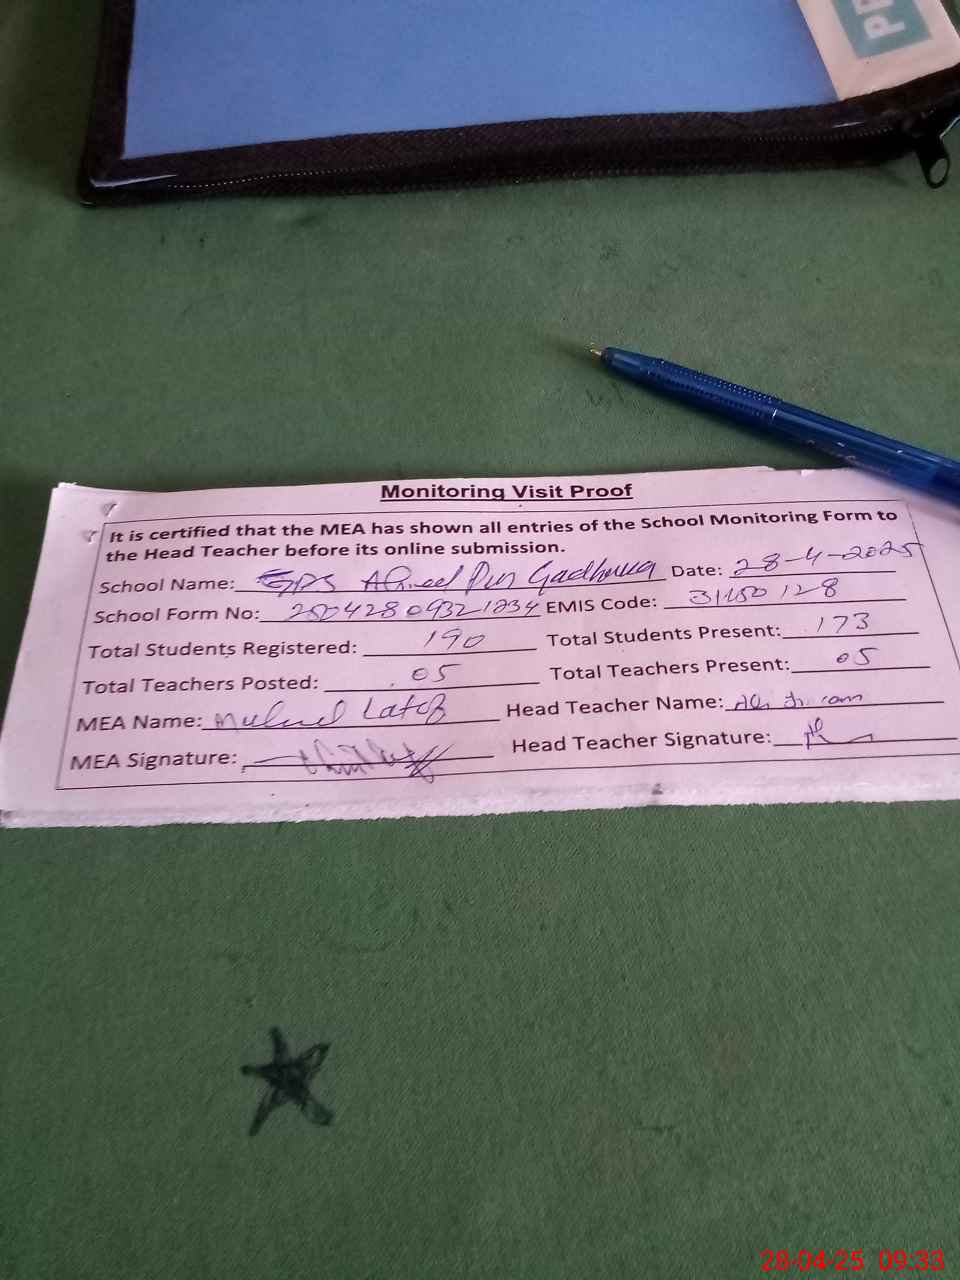 Monitoring Visit Proof
It is certified that the MEA has shown all entries of the School Monitoring Form to
the Head Teacher before its online submission.
School Name: GPS Date: 28-4-2025
School Form No: EMIS Code: 31150128
Total Students Registered: 190 Total Students Present: 173
Total Teachers Posted: 05 Total Teachers Present: 05
MEA Name: Head Teacher Name:
MEA Signature: Head Teacher Signature:
28-04-25 09:33